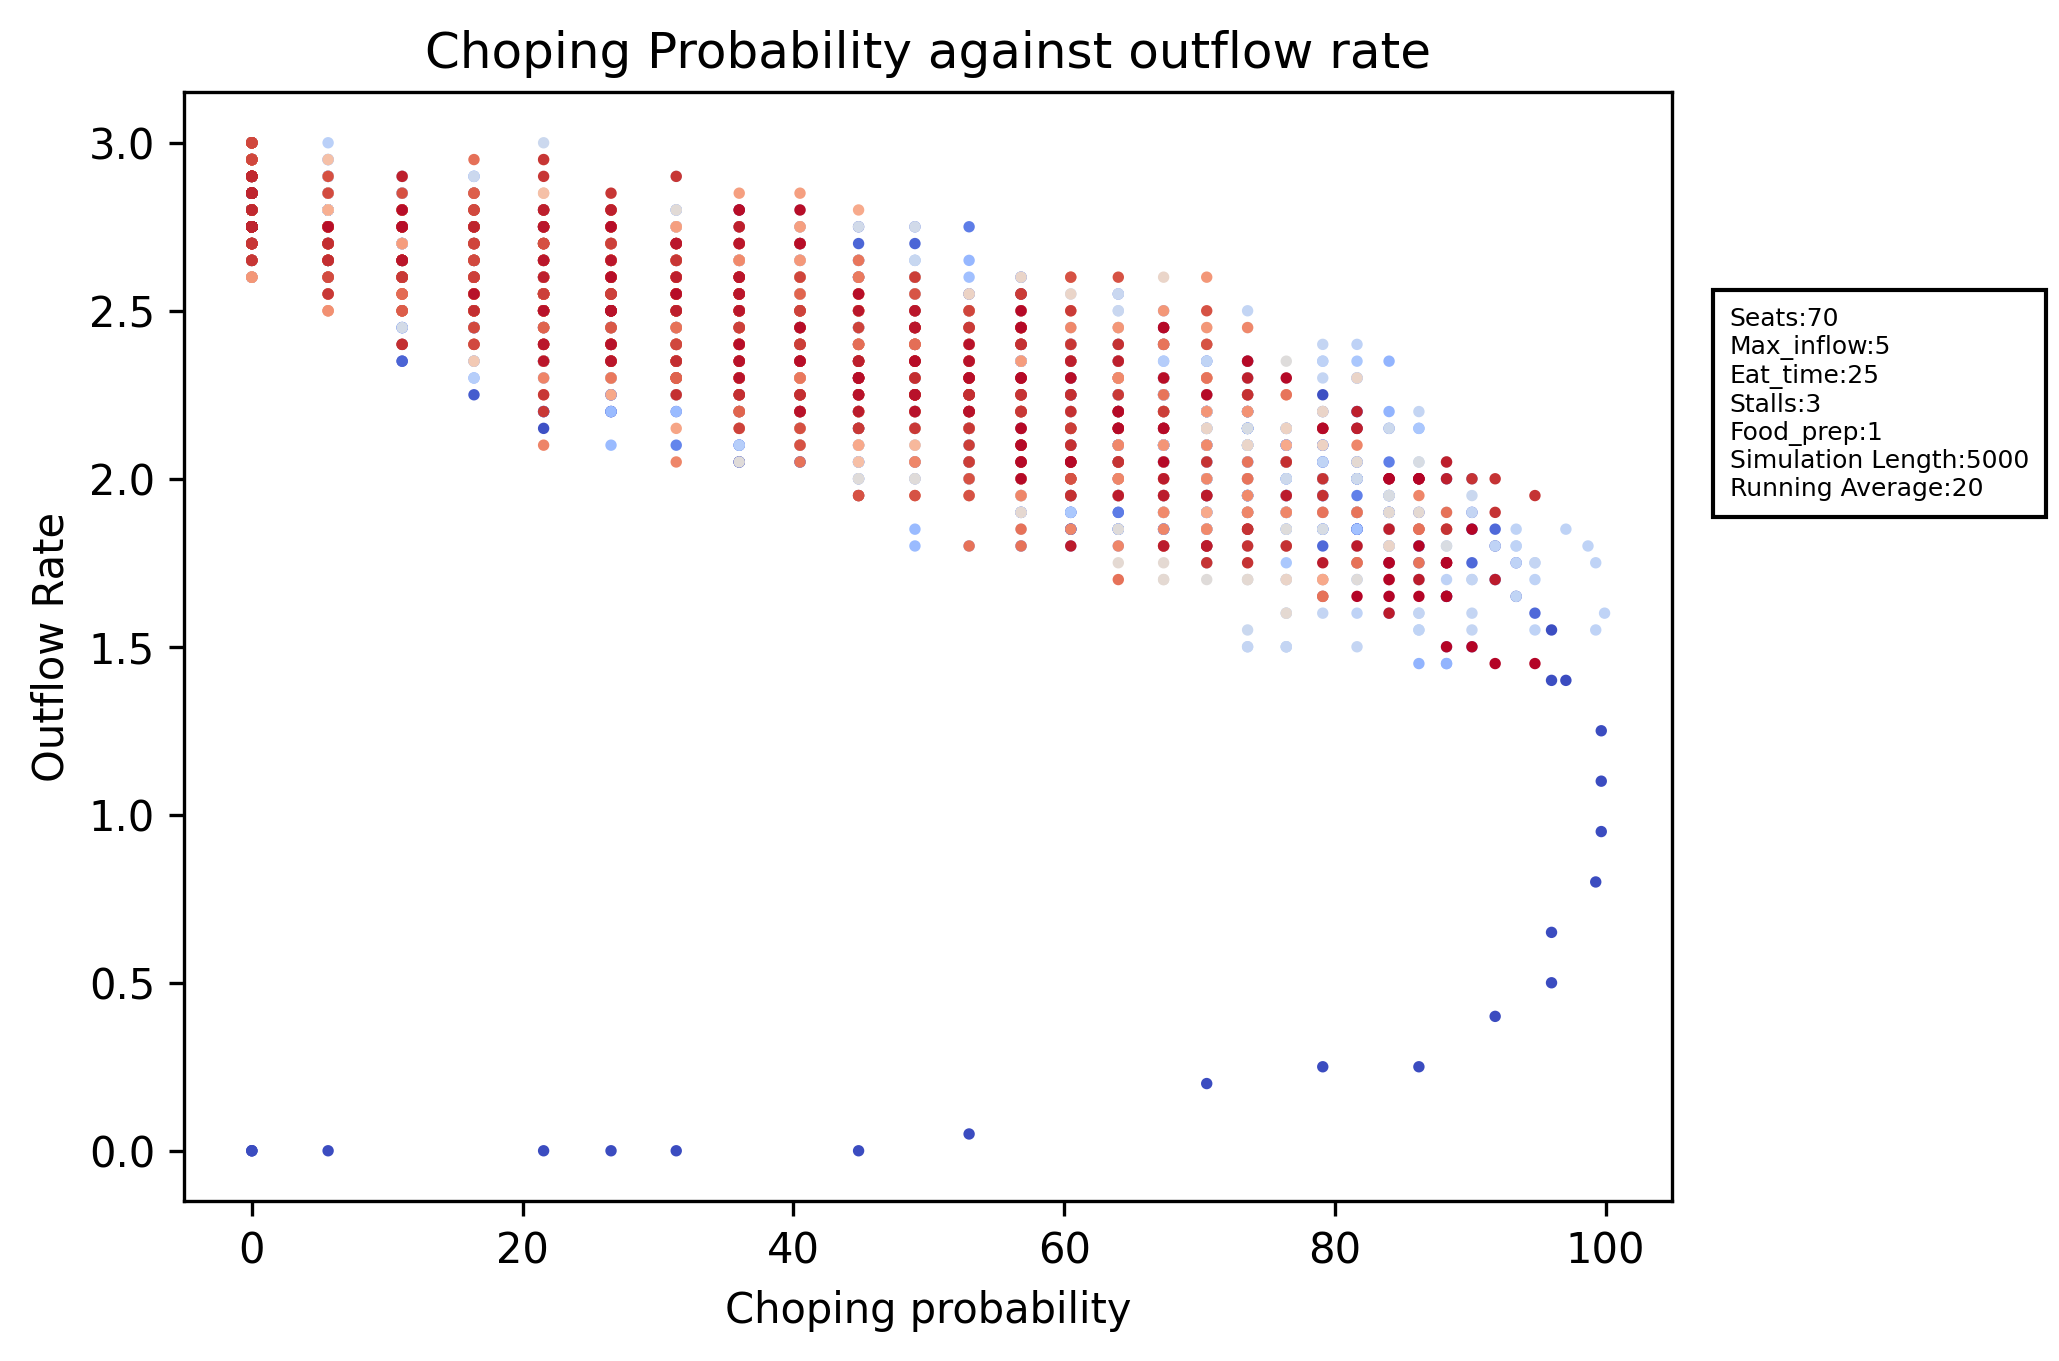 Choping Probability against outflow rate
3.0
2.5
2.0
1.5
1.0
0.5
0.0
Outflow Rate
0 20 40 60 80 100
Choping probability
Seats:70
Max_inflow:5
Eat_time:25
Stalls:3
Food_prep:1
Simulation Length:5000
Running Average:20